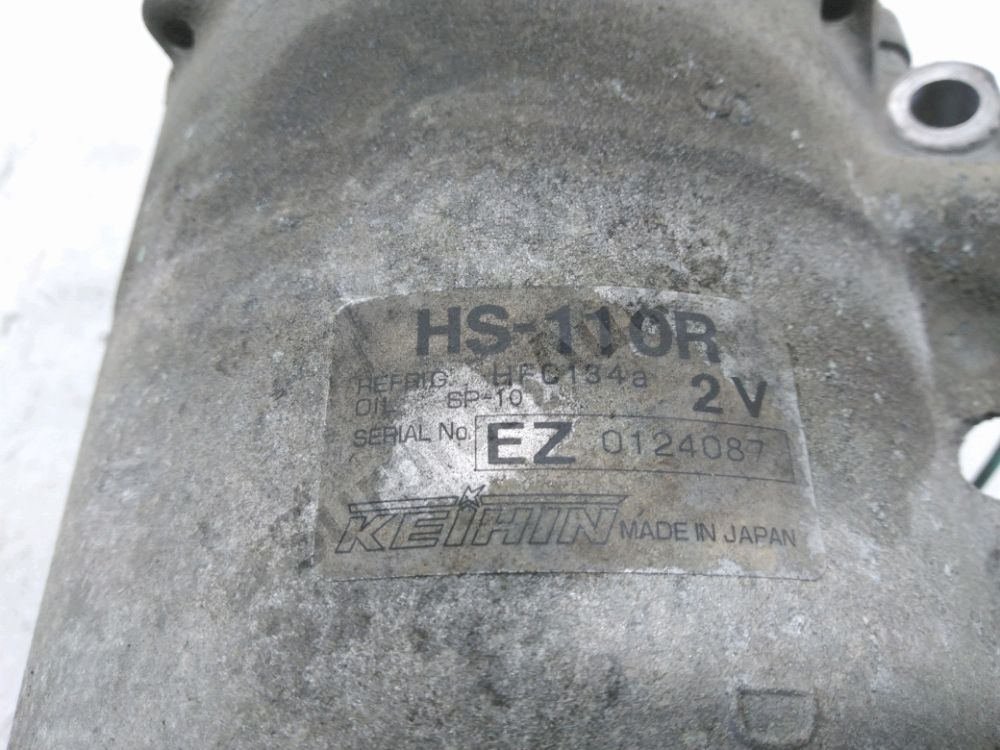 HS-110R
REFRIG. HFC134a 2V
OIL SP-10
SERIAL No. EZ 0124087
KEIHIN MADE IN JAPAN